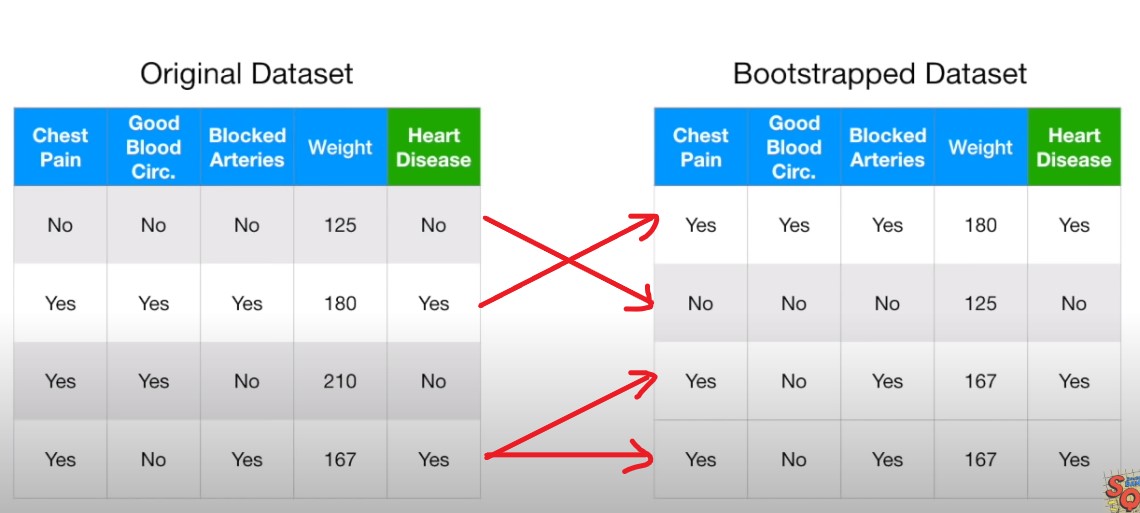 Original Dataset
Chest Pain Good Blood Circ. Blocked Arteries Weight Heart Disease
No No No 125 No
Yes Yes Yes 180 Yes
Yes Yes No 210 No
Yes No Yes 167 Yes
Bootstrapped Dataset
Chest Pain Good Blood Circ. Blocked Arteries Weight Heart Disease
Yes Yes Yes 180 Yes
No No No 125 No
Yes No Yes 167 Yes
Yes No Yes 167 Yes